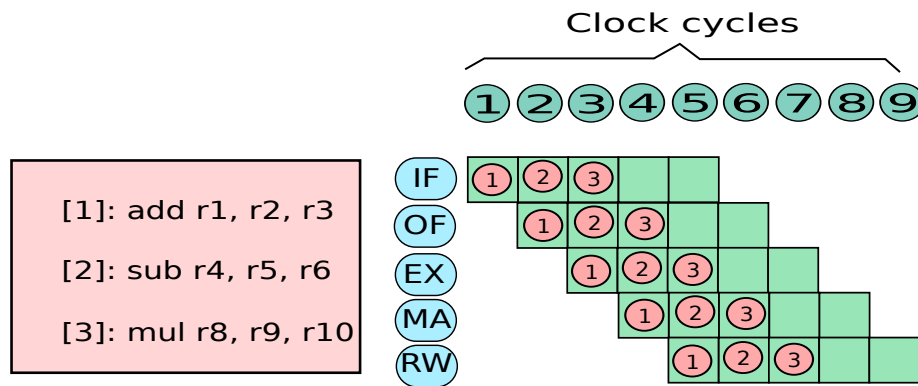 Clock cycles
1 2 3 4 5 6 7 8 9
[1]: add r1, r2, r3
[2]: sub r4, r5, r6
[3]: mul r8, r9, r10
IF 1 2 3
OF 1 2 3
EX 1 2 3
MA 1 2 3
RW 1 2 3